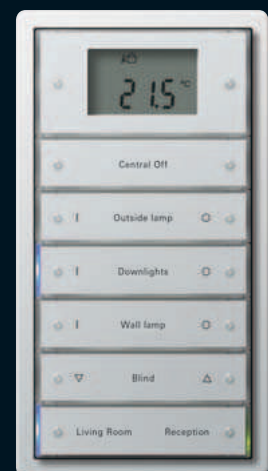 21.5 °C
Central Off
I Outside lamp O
I Downlights O
I Wall lamp O
▽ Blind △
Living Room Reception